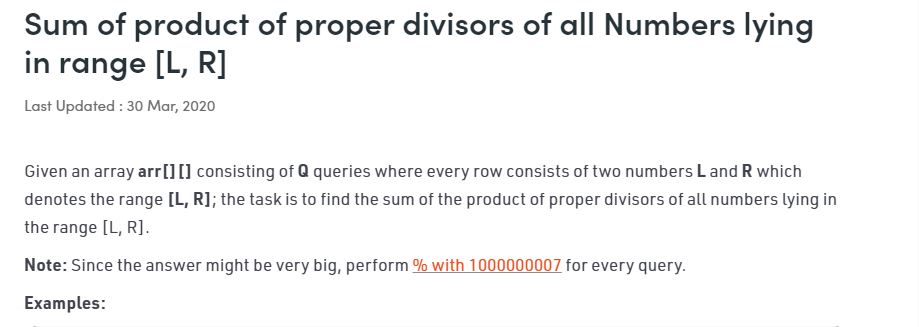 Sum of product of proper divisors of all Numbers lying
in range [L, R]
Last Updated : 30 Mar, 2020
Given an array arr[][] consisting of Q queries where every row consists of two numbers L and R which
denotes the range [L, R]; the task is to find the sum of the product of proper divisors of all numbers lying in
the range [L, R].
Note: Since the answer might be very big, perform % with 1000000007 for every query.
Examples: